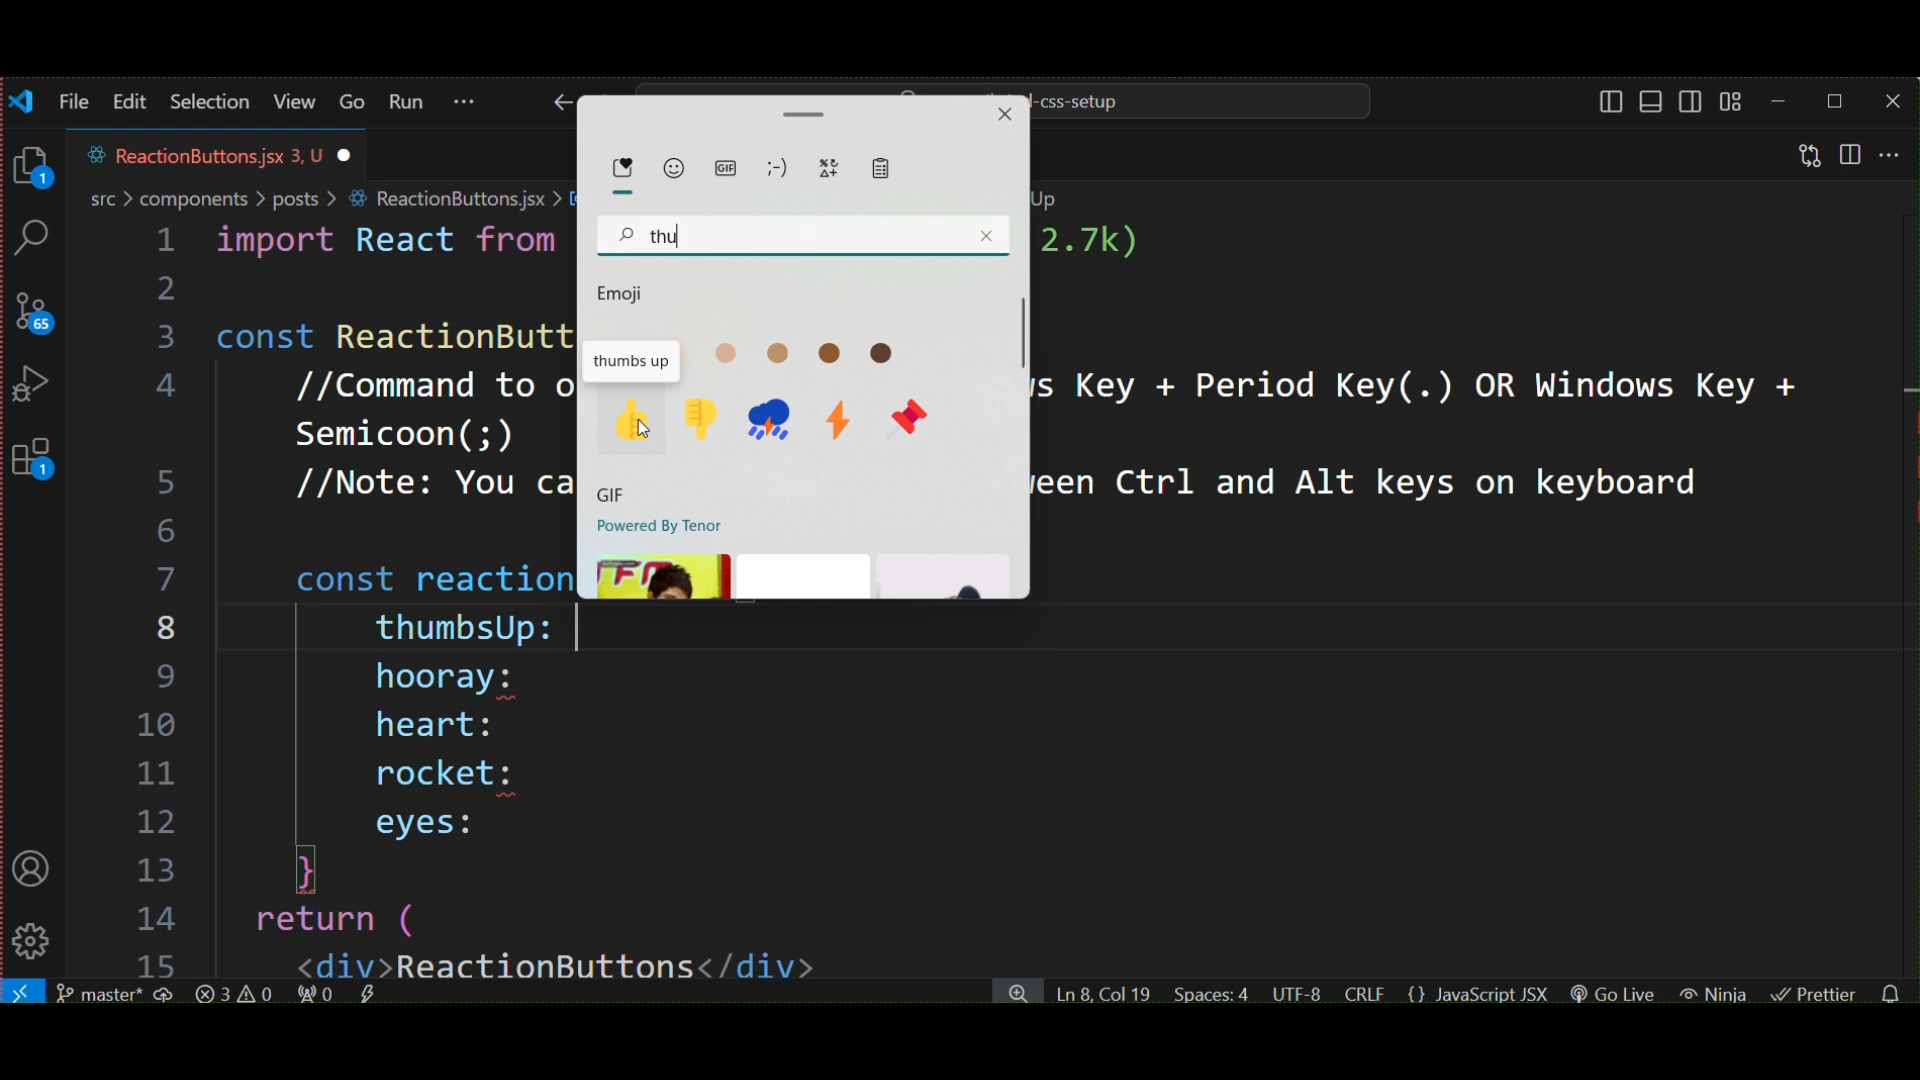 File Edit Selection View Go Run ···
l-css-setup
ReactionButtons.jsx 3, U
src > components > posts > ReactionButtons.jsx >
Up
1 import React from
2.7k)
2
3 const ReactionButt
4 //Command to o
s Key + Period Key(.) OR Windows Key +
Semicoon(;)
5 //Note: You ca
een Ctrl and Alt keys on keyboard
6
7 const reaction
8 thumbsUp:
9 hooray:
10 heart:
11 rocket:
12 eyes:
13 }
14 return (
15 <div>ReactionButtons</div>
GIF
;-)
thu
Emoji
thumbs up
GIF
Powered By Tenor
1
65
1
master* 3 0 0
Ln 8, Col 19 Spaces: 4 UTF-8 CRLF {} JavaScript JSX Go Live Ninja Prettier